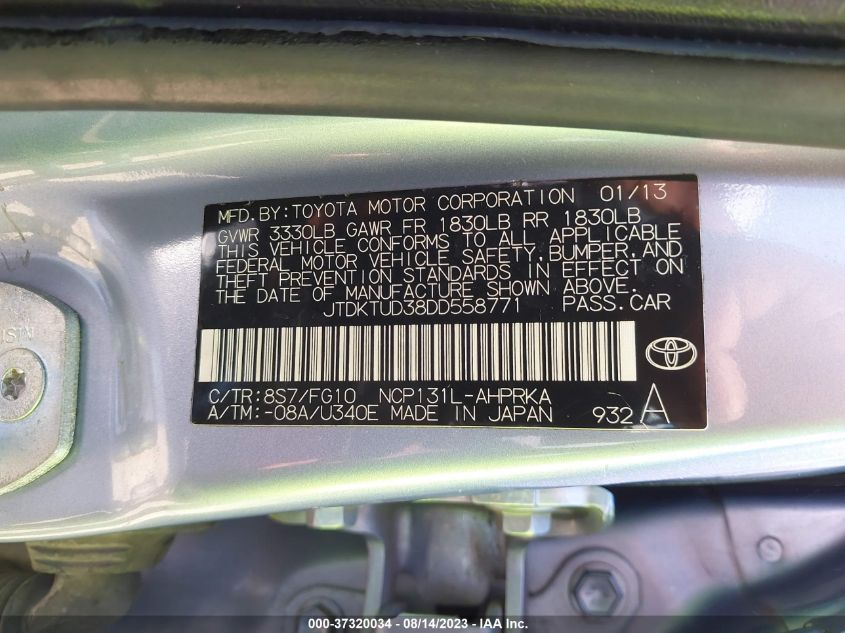 MFD.BY:TOYOTA MOTOR CORPORATION 01/13
GVWR 3330LB GAWR FR 1830LB RR 1830LB
THIS VEHICLE CONFORMS TO ALL APPLICABLE
FEDERAL MOTOR VEHICLE SAFETY, BUMPER, AND
THEFT PREVENTION STANDARDS IN EFFECT ON
THE DATE OF MANUFACTURE SHOWN ABOVE.
JTDKTUD38DD558771 PASS.CAR
C/TR:8S7/FG10 NCP131L-AHPRKA
A/TM:-08A/U340E MADE IN JAPAN 932 A
000-37320034 - 08/14/2023 - IAA Inc.